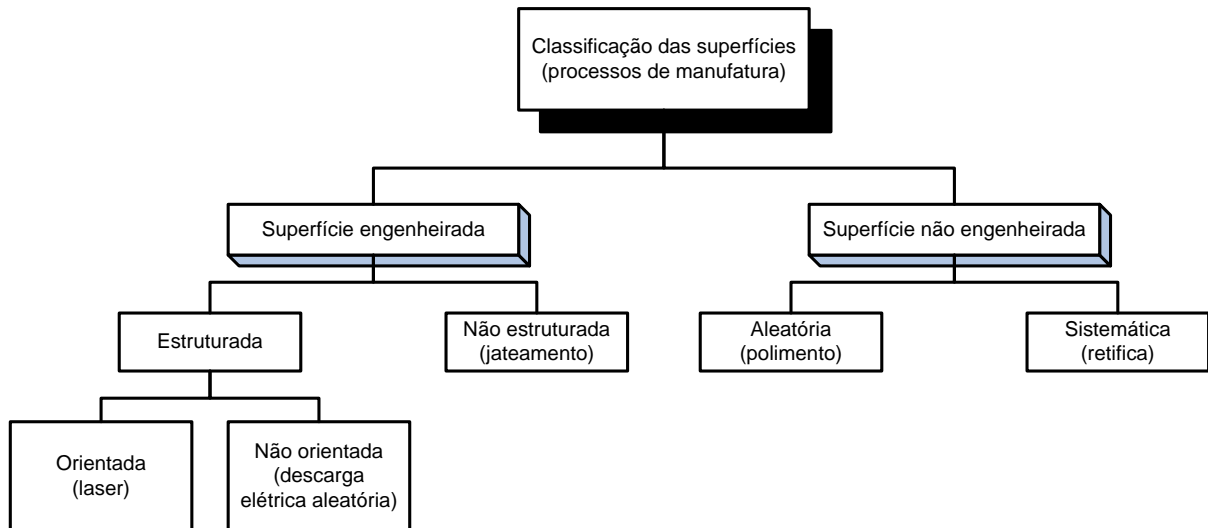 Classificação das superfícies
(processos de manufatura)
Superfície engenheirada
Superfície não engenheirada
Estruturada
Não estruturada
(jateamento)
Aleatória
(polimento)
Sistemática
(retifica)
Orientada
(laser)
Não orientada
(descarga
elétrica aleatória)